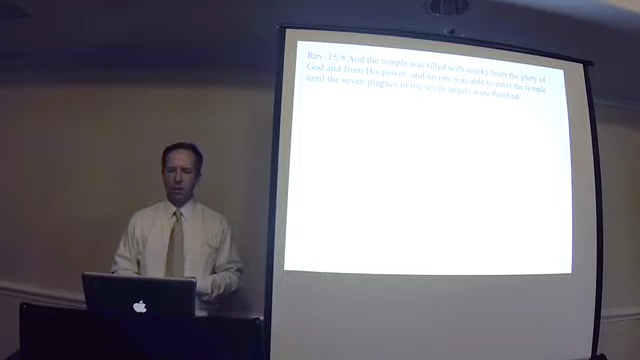 Rev. 15:8 And the temple was filled with smoke from the glory of
God and from His power; and no one was able to enter the temple
until the seven plagues of the seven angels were finished.